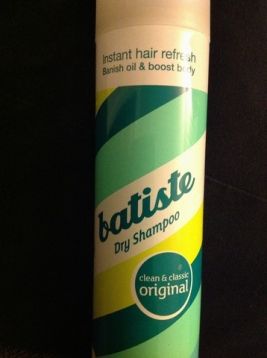 Instant hair refresh
Banish oil & boost body
batiste
Dry Shampoo
clean & classic
original